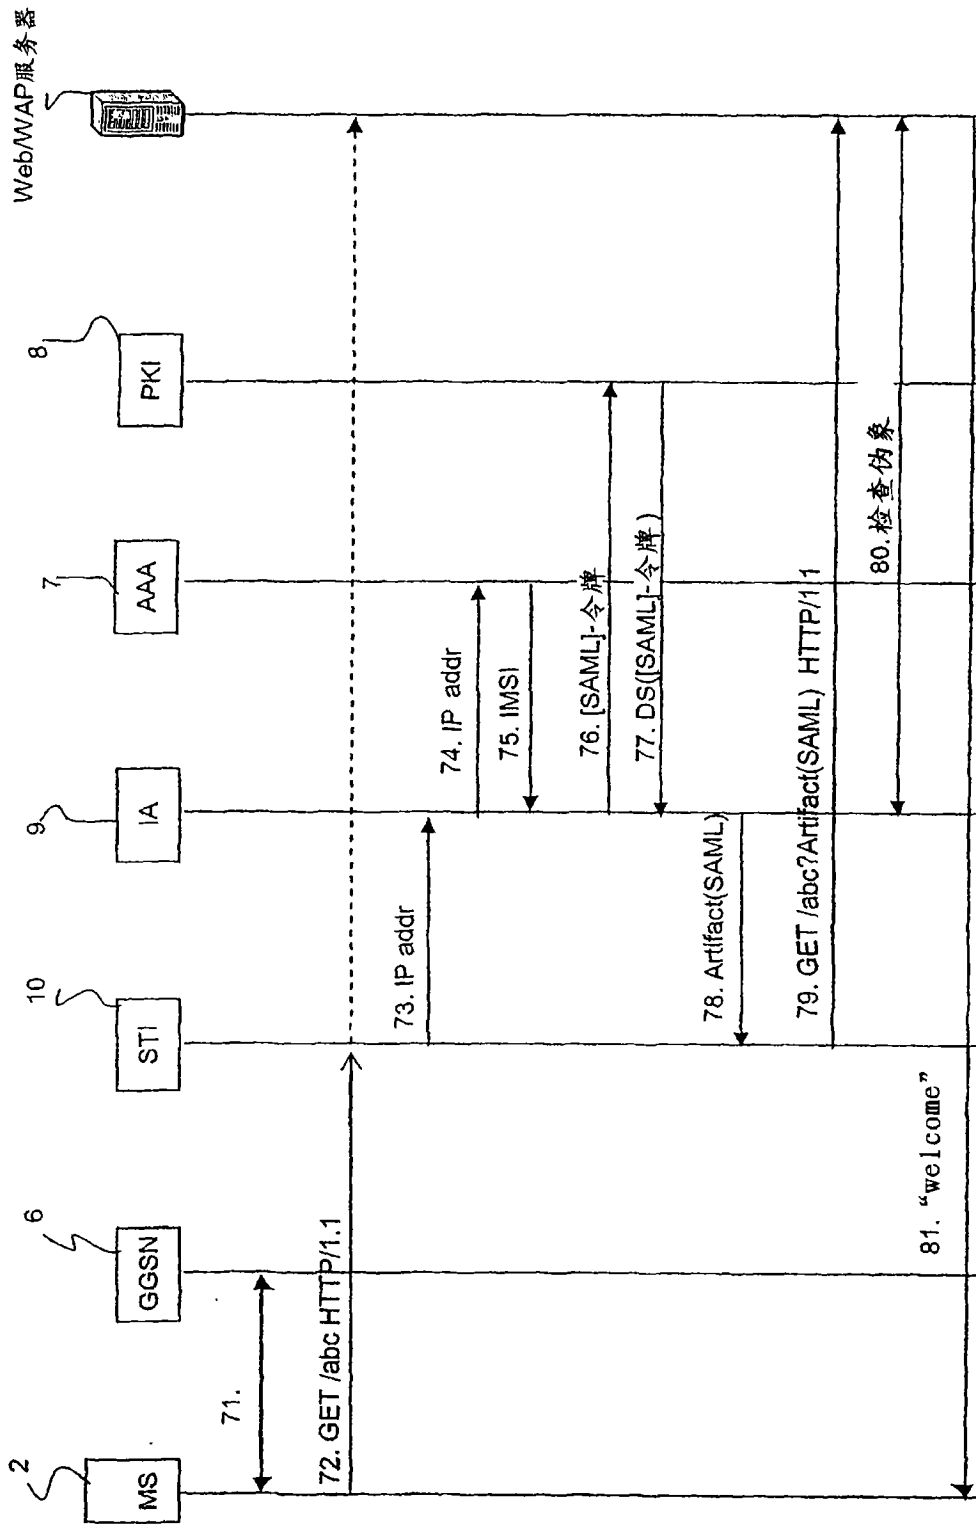 2
MS
6
GGSN
10
STI
9
IA
7
AAA
8
PKI
Web/WAP服务器
71.
72. GET /abc HTTP/1.1
73. IP addr
74. IP addr
75. IMSI
76. [SAML]-令牌
77. DS([SAML]-令牌)
78. Artifact(SAML)
79. GET /abc?Artifact(SAML) HTTP/1.1
80. 检查伪象
81. “welcome”